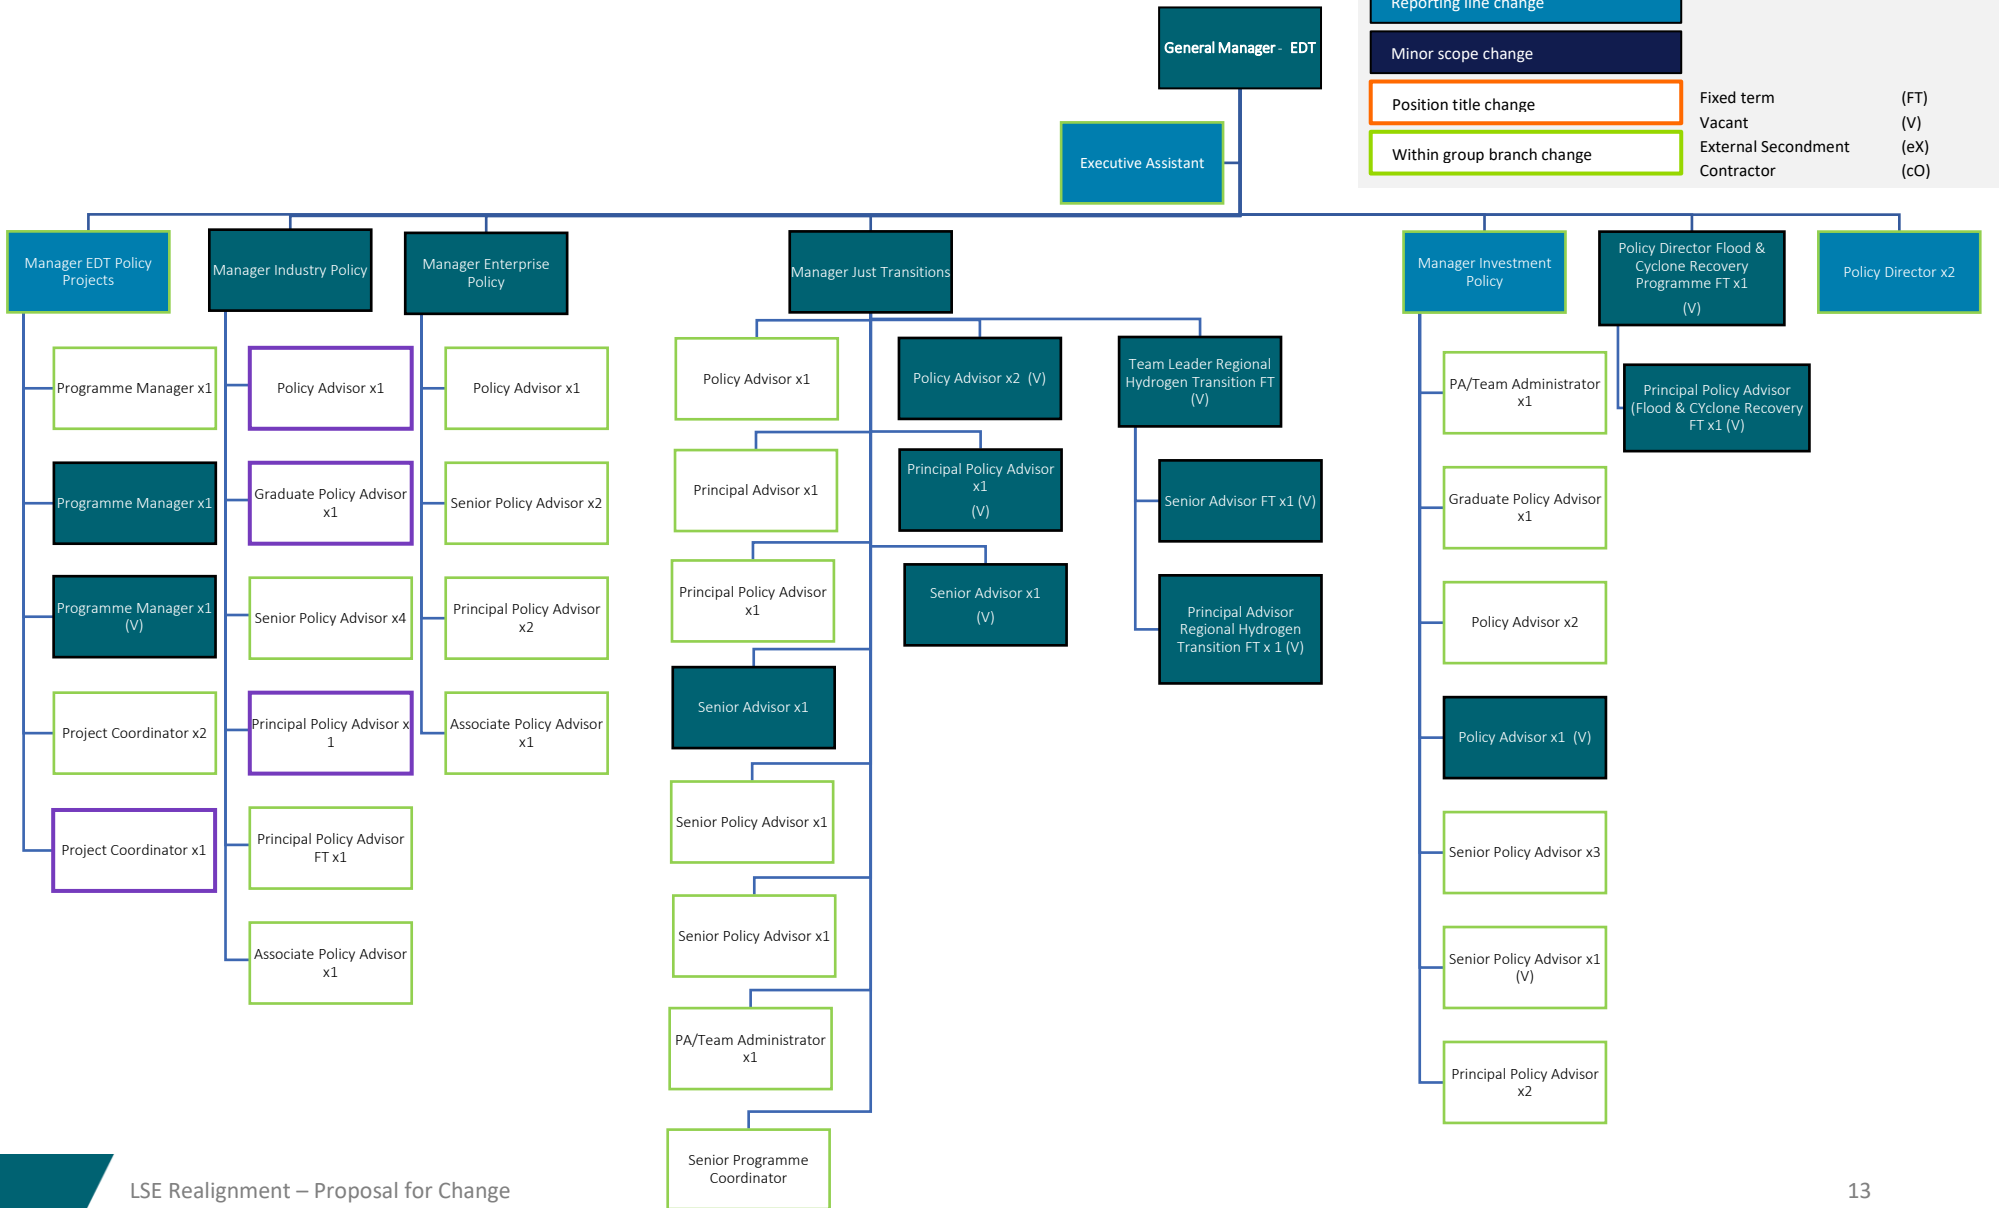 Reporting line change
General Manager - EDT
Minor scope change
Position title change
Fixed term (FT)
Vacant (V)
External Secondment (eX)
Contractor (cO)
Within group branch change
Executive Assistant
Manager EDT Policy
Projects
Manager Industry Policy
Manager Enterprise
Policy
Manager Just Transitions
Manager Investment
Policy
Policy Director Flood &
Cyclone Recovery
Programme FT x1
(V)
Policy Director x2
Programme Manager x1
Programme Manager x1
Programme Manager x1
(V)
Project Coordinator x2
Project Coordinator x1
Policy Advisor x1
Graduate Policy Advisor
x1
Senior Policy Advisor x4
Principal Policy Advisor x
1
Principal Policy Advisor
FT x1
Associate Policy Advisor
x1
Policy Advisor x1
Senior Policy Advisor x2
Principal Policy Advisor
x2
Associate Policy Advisor
x1
Policy Advisor x1
Principal Advisor x1
Principal Policy Advisor
x1
Senior Advisor x1
Senior Policy Advisor x1
Senior Policy Advisor x1
PA/Team Administrator
x1
Senior Programme
Coordinator
Policy Advisor x2 (V)
Principal Policy Advisor
x1
(V)
Senior Advisor x1
(V)
Team Leader Regional
Hydrogen Transition FT
(V)
Senior Advisor FT x1 (V)
Principal Advisor
Regional Hydrogen
Transition FT x 1 (V)
PA/Team Administrator
x1
Graduate Policy Advisor
x1
Policy Advisor x2
Policy Advisor x1 (V)
Senior Policy Advisor x3
Senior Policy Advisor x1
(V)
Principal Policy Advisor
x2
Principal Policy Advisor
(Flood & CYclone Recovery
FT x1 (V)
LSE Realignment – Proposal for Change
13